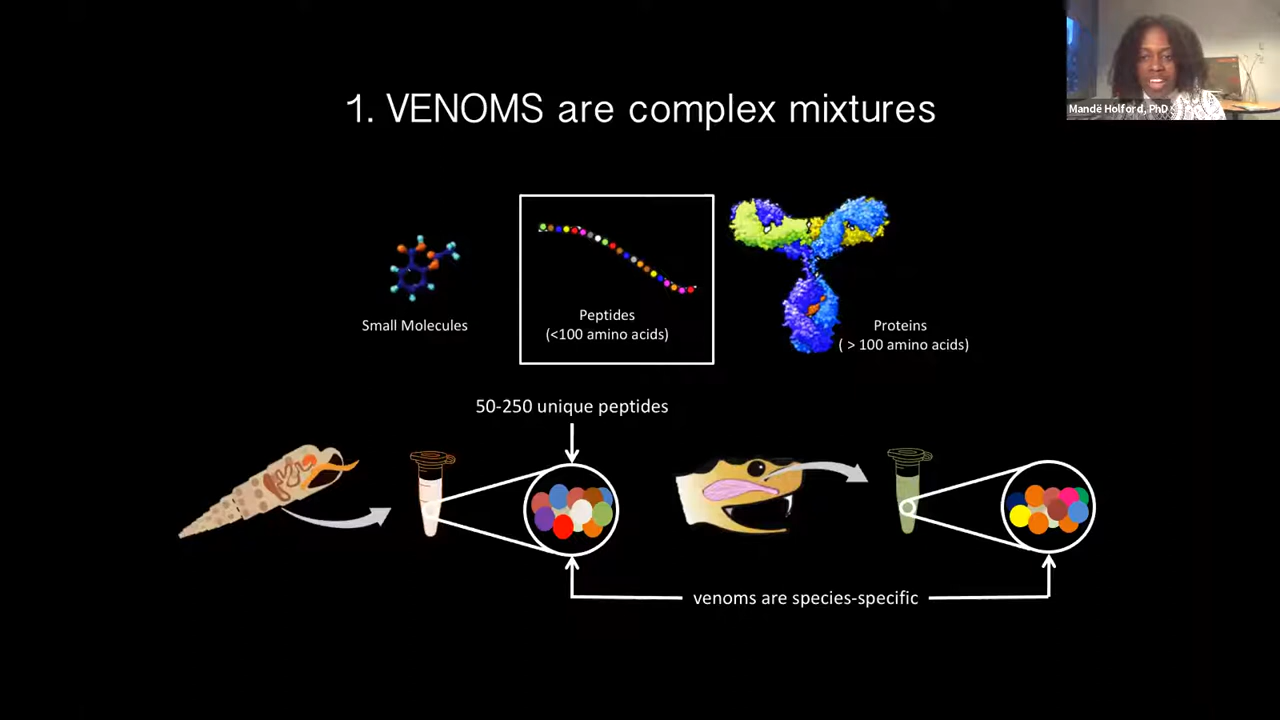 Mandë Holford, PhD
1. VENOMS are complex mixtures
Small Molecules
Peptides
(<100 amino acids)
Proteins
( > 100 amino acids)
50-250 unique peptides
venoms are species-specific